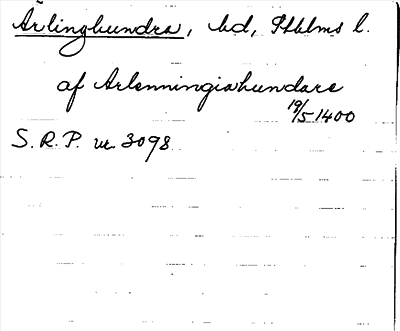 Ärlinghundra, hd, Sthlms l.
af Arlenningiahundare
19/5 1400
S. R. P. nr 3098